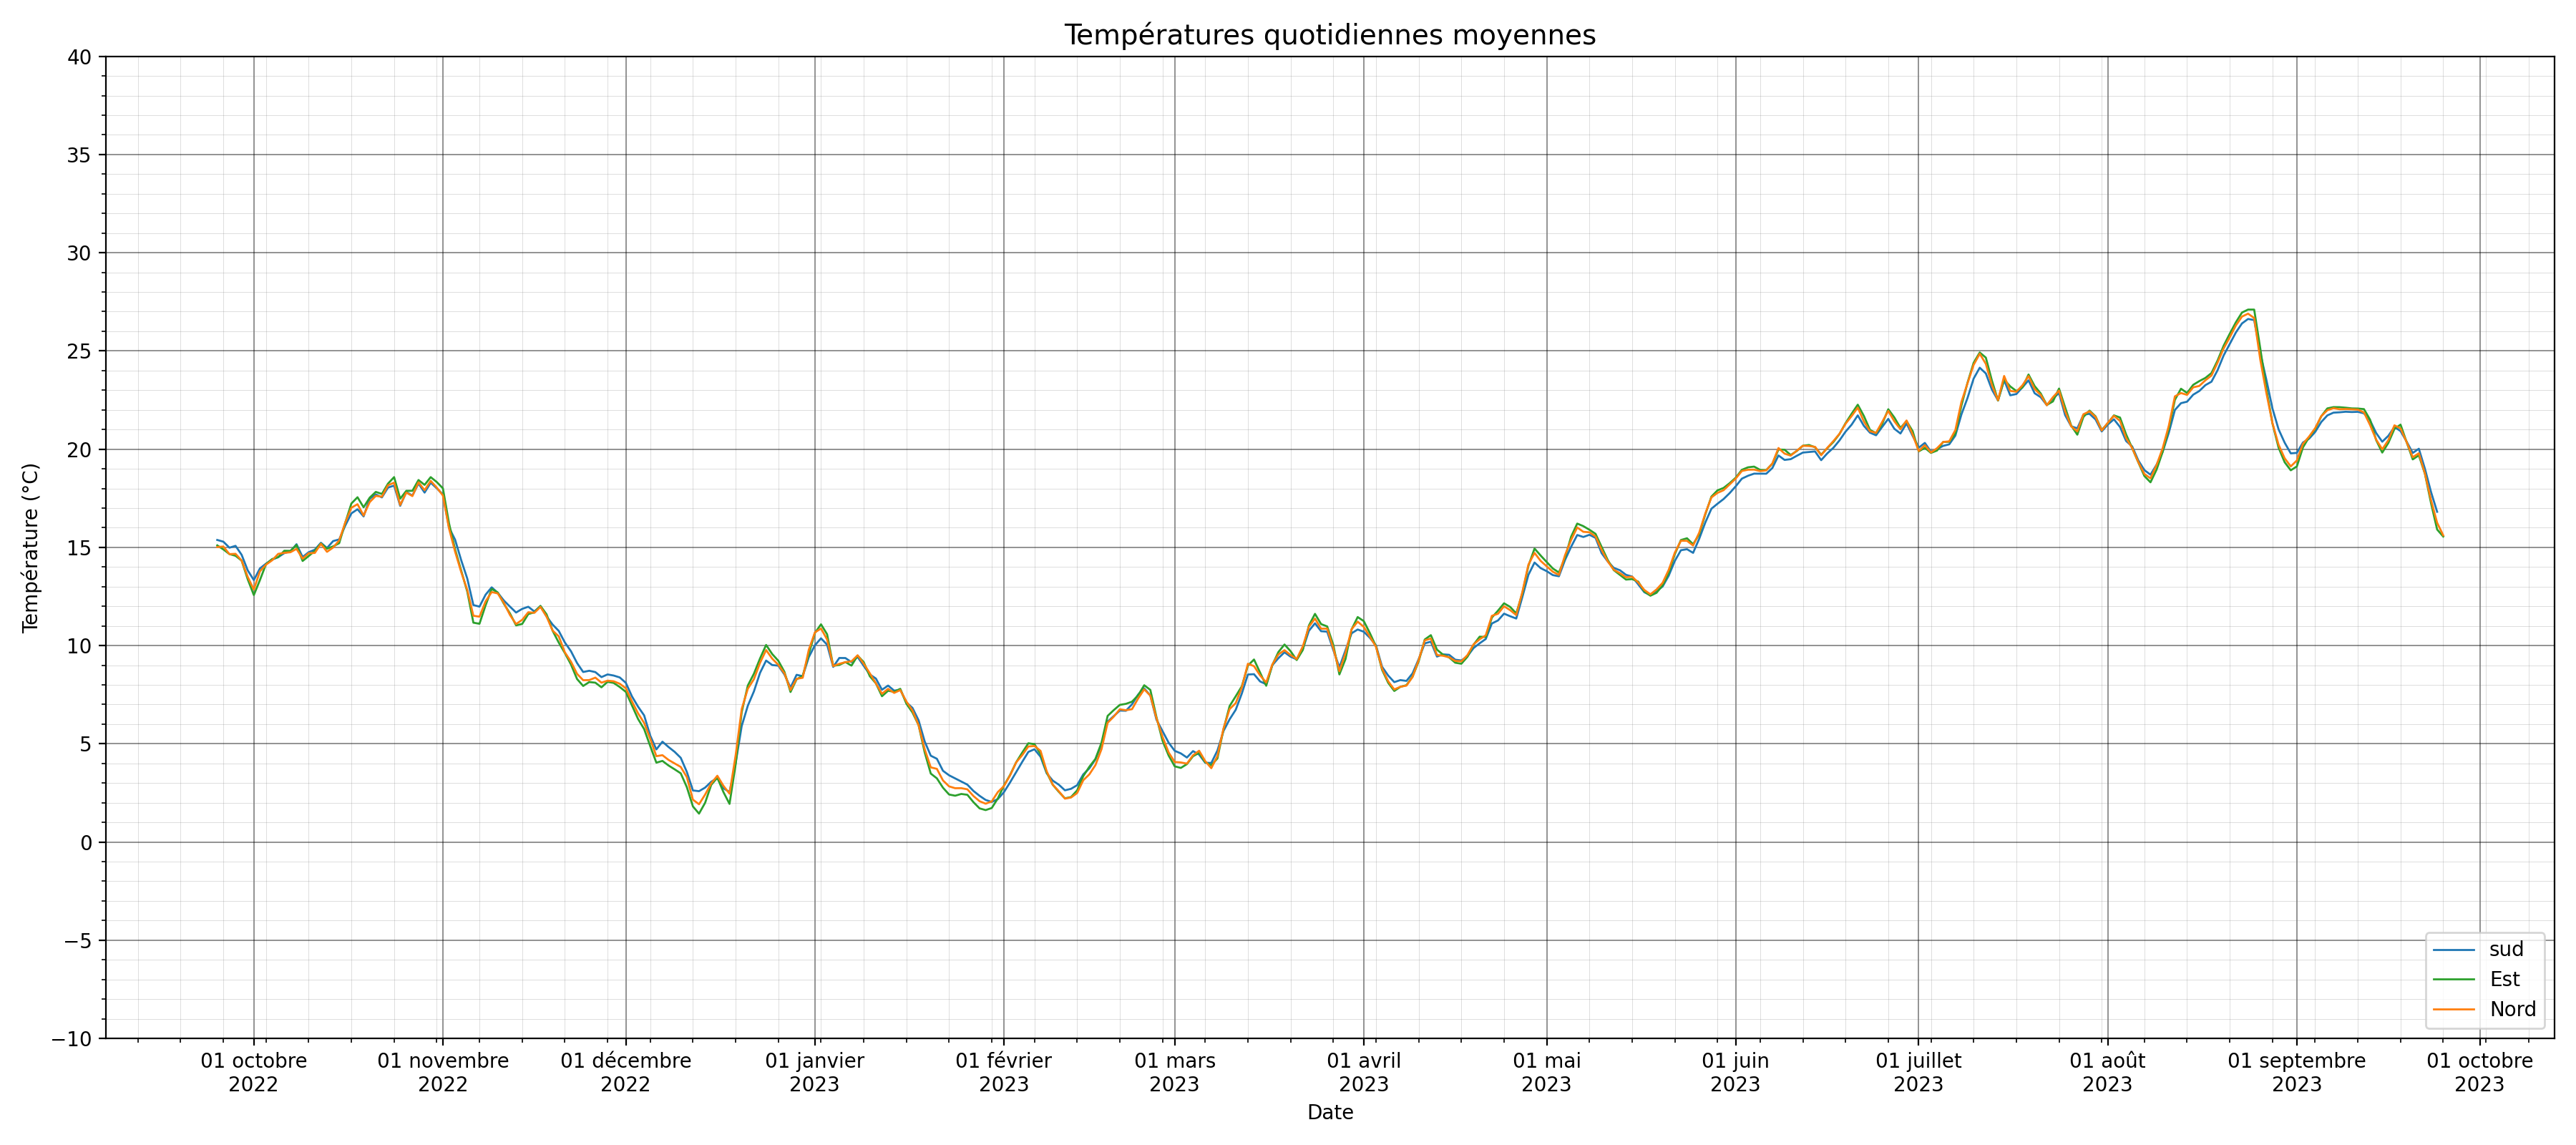 Températures quotidiennes moyennes
40
35
30
25
20
15
10
5
0
−5
−10
Température (°C)
01 octobre
2022
01 novembre
2022
01 décembre
2022
01 janvier
2023
01 février
2023
01 mars
2023
01 avril
2023
01 mai
2023
01 juin
2023
01 juillet
2023
01 août
2023
01 septembre
2023
01 octobre
2023
Date
sud
Est
Nord